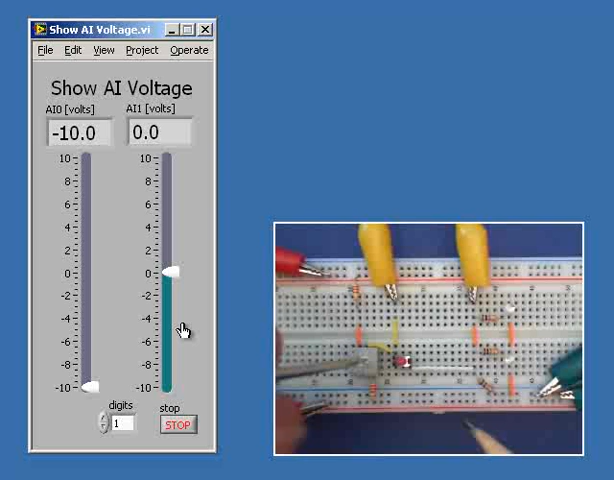 Show AI Voltage.vi
File Edit View Project Operate
Show AI Voltage
AI0 [volts] AI1 [volts]
-10.0 0.0
10 10
8 8
6 6
4 4
2 2
0 0
-2 -2
-4 -4
-6 -6
-8 -8
-10 -10
digits stop
1 STOP